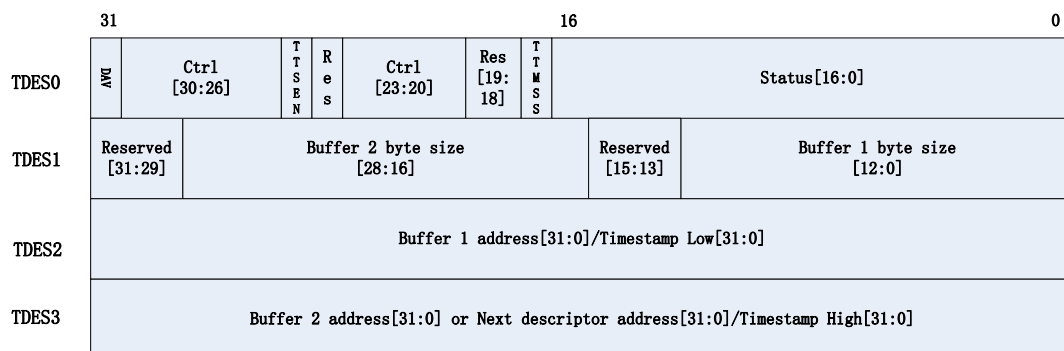 31 16 0
TDES0
DAV
Ctrl
[30:26]
TTSEN
Res
Ctrl
[23:20]
Res
[19:
18]
TTMSS
Status[16:0]
TDES1
Reserved
[31:29]
Buffer 2 byte size
[28:16]
Reserved
[15:13]
Buffer 1 byte size
[12:0]
TDES2
Buffer 1 address[31:0]/Timestamp Low[31:0]
TDES3
Buffer 2 address[31:0] or Next descriptor address[31:0]/Timestamp High[31:0]